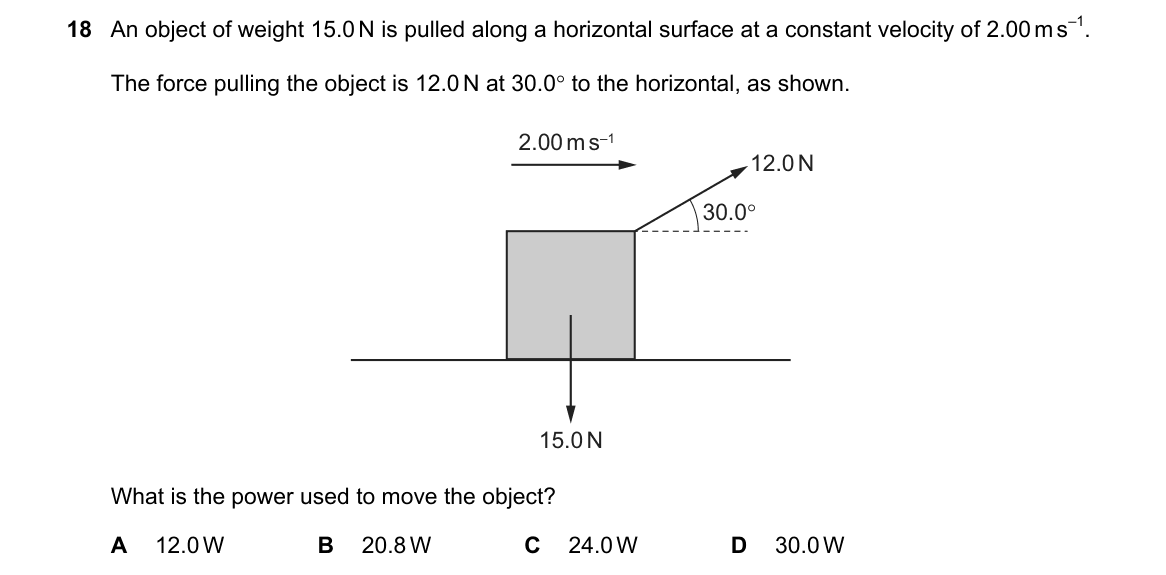 18 An object of weight 15.0 N is pulled along a horizontal surface at a constant velocity of 2.00 m s⁻¹.
The force pulling the object is 12.0 N at 30.0° to the horizontal, as shown.
2.00 m s⁻¹
12.0 N
30.0°
15.0 N
What is the power used to move the object?
A 12.0 W B 20.8 W C 24.0 W D 30.0 W